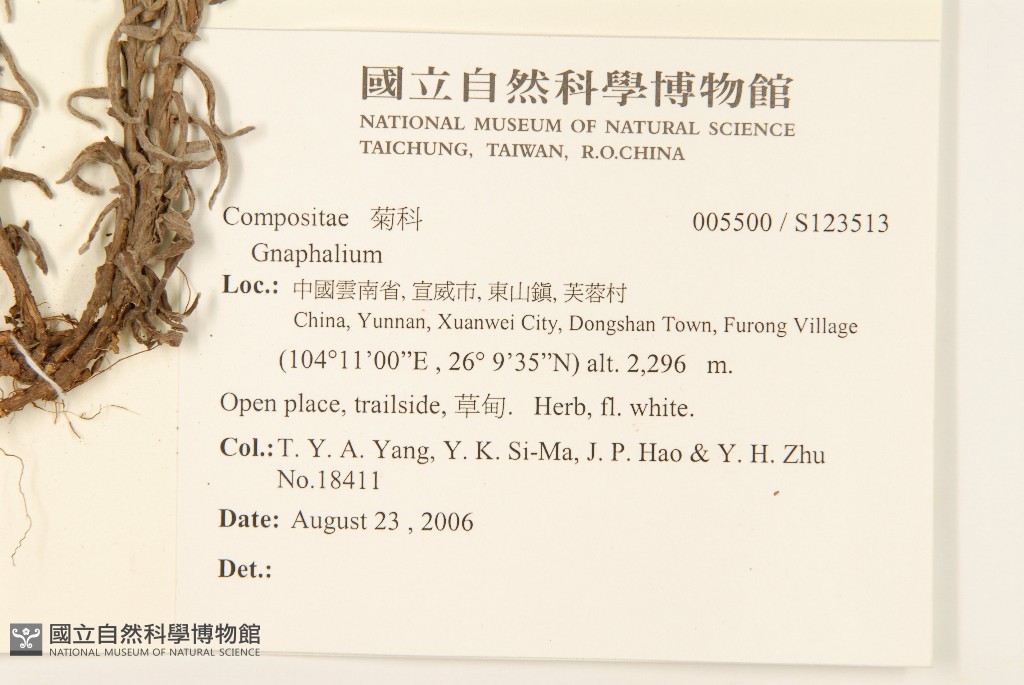 國立自然科學博物館
NATIONAL MUSEUM OF NATURAL SCIENCE
TAICHUNG, TAIWAN, R.O.CHINA
Compositae 菊科 005500 / S123513
Gnaphalium
Loc.: 中國雲南省, 宣威市, 東山鎮, 芙蓉村
China, Yunnan, Xuanwei City, Dongshan Town, Furong Village
(104°11’00”E , 26° 9’35”N) alt. 2,296 m.
Open place, trailside, 草甸. Herb, fl. white.
Col.: T. Y. A. Yang, Y. K. Si-Ma, J. P. Hao & Y. H. Zhu
No.18411
Date: August 23 , 2006
Det.:
國立自然科學博物館
NATIONAL MUSEUM OF NATURAL SCIENCE